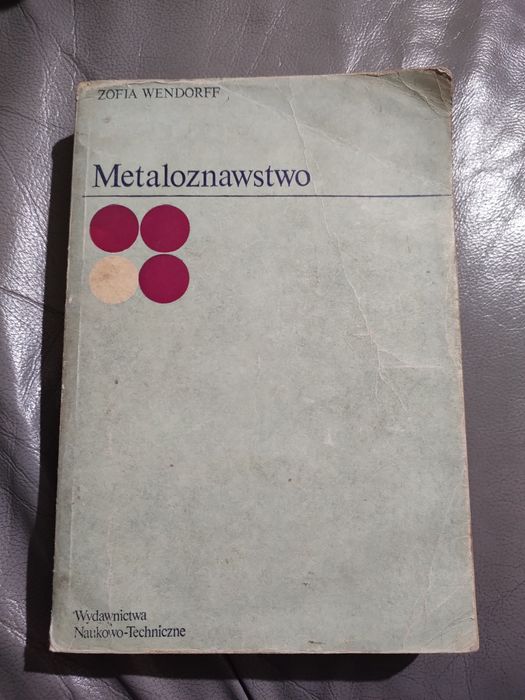 ZOFIA WENDORFF
Metaloznawstwo
Wydawnictwa
Naukowo-Techniczne